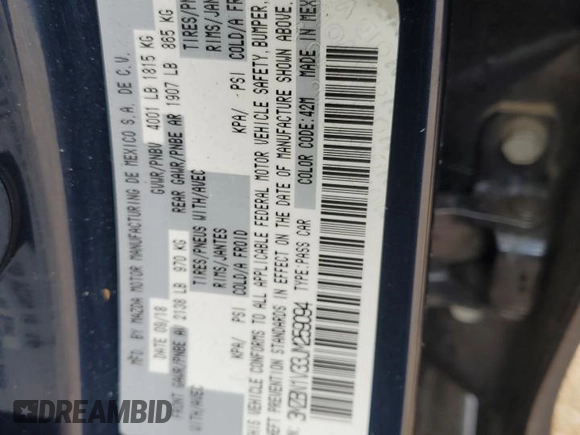 MFD BY MAZDA MOTOR MANUFACTURING DE MEXICO S.A. DE C.V.
DATE 09/18 GVWR/PNBV 4001 LB 1815 KG
FRONT GAWR/PNBE AV 2138 LB 970 KG REAR GAWR/PNBE AR 1907 LB 865 KG
WITH/AVEC TIRES/PNEUS WITH/AVEC TIRES/PNEUS
RIMS/JANTES RIMS/JANTES
KPA/ PSI COLD/A FROID KPA/ - PSI COLD/A FROID
THIS VEHICLE CONFORMS TO ALL APPLICABLE FEDERAL MOTOR VEHICLE SAFETY, BUMPER,
THEFT PREVENTION STANDARDS IN EFFECT ON THE DATE OF MANUFACTURE SHOWN ABOVE.
TYPE:PASS CAR COLOR CODE:42M MADE IN MEX
DREAMBID